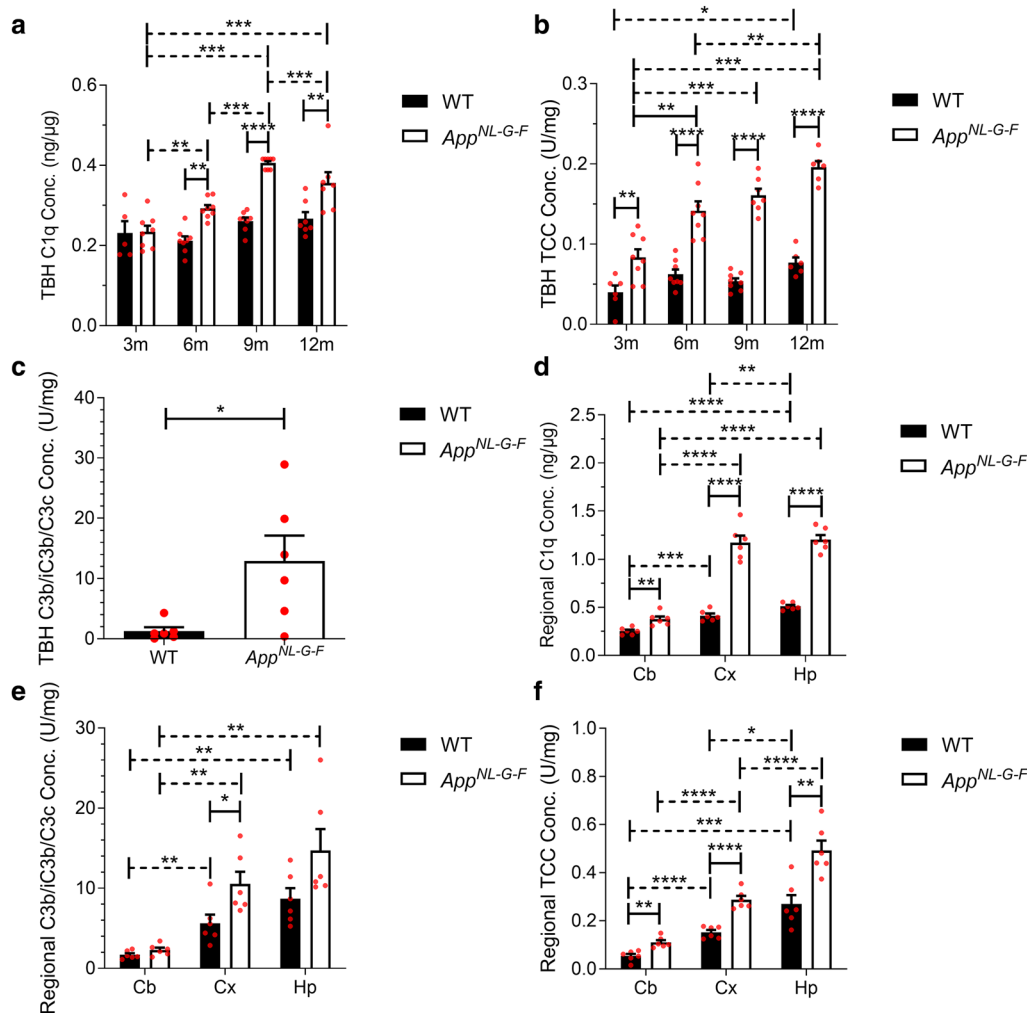 a
TBH C1q Conc. (ng/µg)
0.6
0.4
0.2
0.0
3m 6m 9m 12m
***
***
***
***
**
****
**
**
WT
App^NL-G-F
b
TBH TCC Conc. (U/mg)
0.3
0.2
0.1
0.0
3m 6m 9m 12m
*
**
***
***
**
****
****
****
**
WT
App^NL-G-F
c
TBH C3b/iC3b/C3c Conc. (U/mg)
40
30
20
10
0
WT App^NL-G-F
*
WT
App^NL-G-F
d
Regional C1q Conc. (ng/µg)
2.5
2.0
1.5
1.0
0.5
0.0
Cb Cx Hp
**
****
****
****
****
****
***
**
WT
App^NL-G-F
e
Regional C3b/iC3b/C3c Conc. (U/mg)
30
20
10
0
Cb Cx Hp
**
**
**
*
**
WT
App^NL-G-F
f
Regional TCC Conc. (U/mg)
1.0
0.8
0.6
0.4
0.2
0.0
Cb Cx Hp
*
****
**
****
***
****
****
**
WT
App^NL-G-F